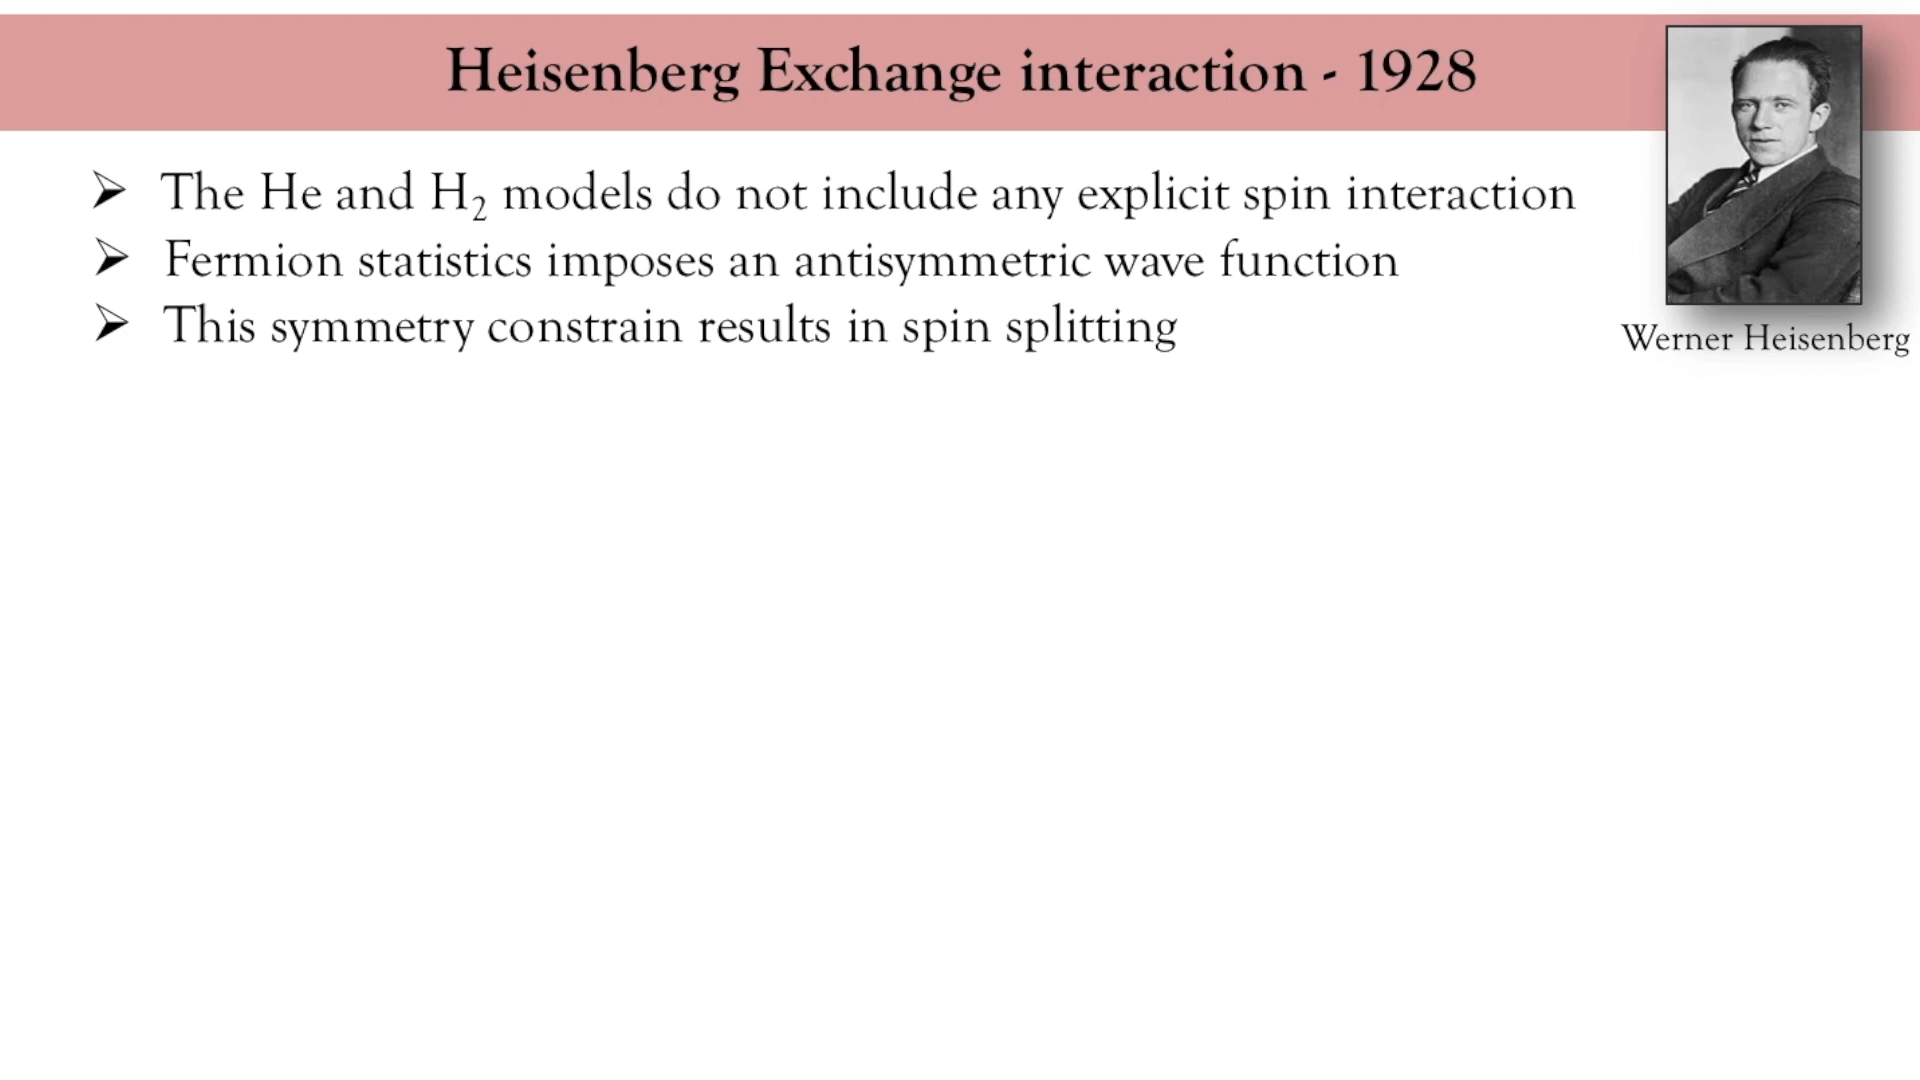 Heisenberg Exchange interaction - 1928
➢ The He and H₂ models do not include any explicit spin interaction
➢ Fermion statistics imposes an antisymmetric wave function
➢ This symmetry constrain results in spin splitting
Werner Heisenberg